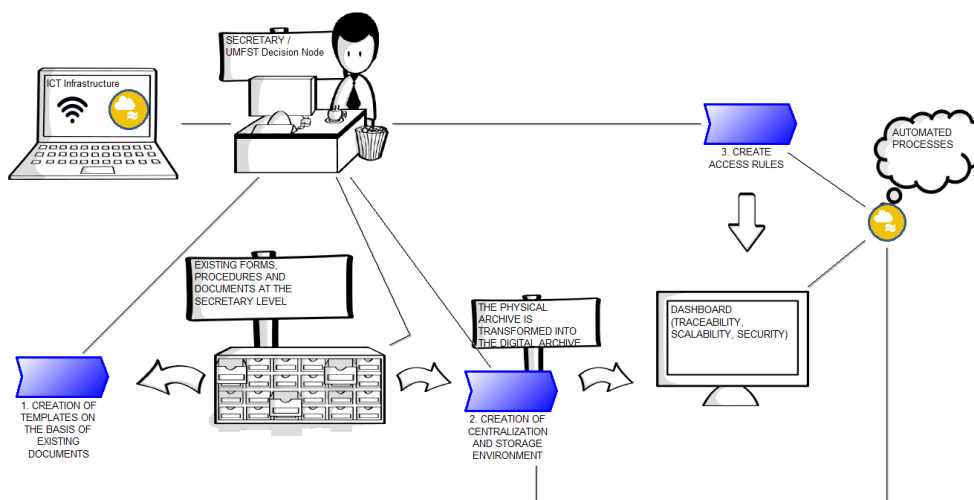 SECRETARY /
UMFST Decision Node
ICT Infrastructure
AUTOMATED
PROCESSES
3. CREATE
ACCESS RULES
EXISTING FORMS,
PROCEDURES AND
DOCUMENTS AT THE
SECRETARY LEVEL
THE PHYSICAL
ARCHIVE IS
TRANSFORMED INTO
THE DIGITAL ARCHIVE
DASHBOARD
(TRACEABILITY,
SCALABILITY, SECURITY)
1. CREATION OF
TEMPLATES ON
THE BASIS OF
EXISTING
DOCUMENTS
2. CREATION OF
CENTRALIZATION
AND STORAGE
ENVIRONMENT